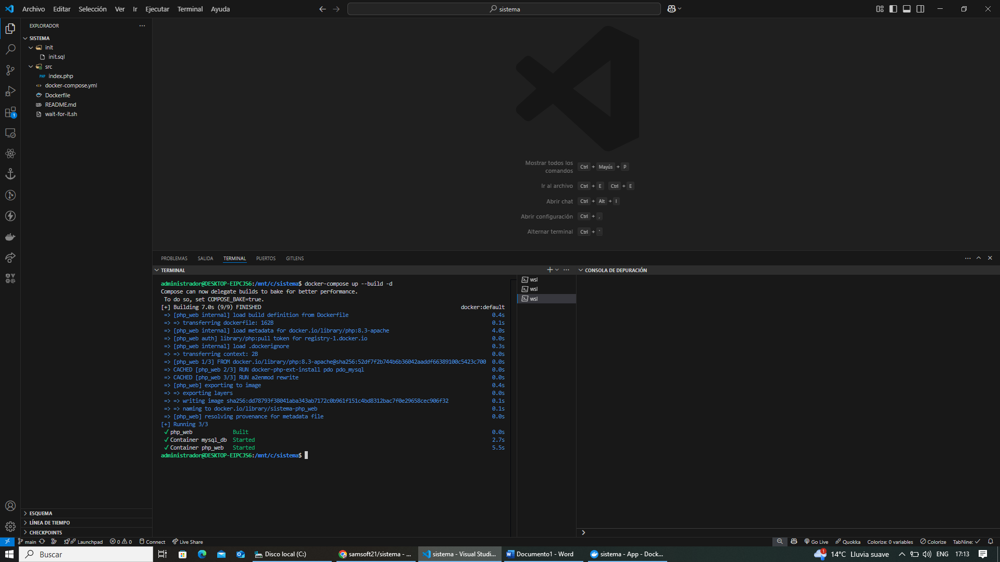 Archivo Editar Selección Ver Ir Ejecutar Terminal Ayuda
sistema
EXPLORADOR
SISTEMA
init
init.sql
src
PHP index.php
docker-compose.yml
Dockerfile
README.md
wait-for-it.sh
1
Mostrar todos los
comandos Ctrl + Mayús + P
Ir al archivo Ctrl + E Ctrl + E
Abrir chat Ctrl + Alt + I
Abrir configuración Ctrl + ,
Alternar terminal Ctrl + `
PROBLEMAS SALIDA TERMINAL PUERTOS GITLENS
TERMINAL
administrador@DESKTOP-EIPCJS6:/mnt/c/sistema$ docker-compose up --build -d
Compose can now delegate builds to bake for better performance.
To do so, set COMPOSE_BAKE=true.
[+] Building 7.0s (9/9) FINISHED docker:default
=> [php_web internal] load build definition from Dockerfile 0.4s
=> => transferring dockerfile: 162B 0.1s
=> [php_web internal] load metadata for docker.io/library/php:8.3-apache 4.0s
=> [php_web auth] library/php:pull token for registry-1.docker.io 0.0s
=> [php_web internal] load .dockerignore 0.3s
=> => transferring context: 2B 0.0s
=> [php_web 1/3] FROM docker.io/library/php:8.3-apache@sha256:52df7f2b744b6b36042aaddf66389100c5423c700 0.0s
=> CACHED [php_web 2/3] RUN docker-php-ext-install pdo pdo_mysql 0.0s
=> CACHED [php_web 3/3] RUN a2enmod rewrite 0.0s
=> [php_web] exporting to image 0.4s
=> => exporting layers 0.0s
=> => writing image sha256:dd78793f38041aba343ab7172c0b961f151c4bd8312bac7f0e29658cec906f32 0.1s
=> => naming to docker.io/library/sistema-php_web 0.1s
=> [php_web] resolving provenance for metadata file 0.0s
[+] Running 3/3
✓ php_web Built 0.0s
✓ Container mysql_db Started 2.7s
✓ Container php_web Started 5.5s
administrador@DESKTOP-EIPCJS6:/mnt/c/sistema$
wsl
wsl
wsl
CONSOLA DE DEPURACIÓN
ESQUEMA
LÍNEA DE TIEMPO
CHECKPOINTS
main Launchpad 0 0 Connect Live Share Go Live Quokka Colorize: 0 variables Colorize TabNine:
Buscar Disco local (C:) samsoft21/sistema - ... sistema - Visual Studi... Documento1 - Word sistema - App - Dock... 1 14°C Lluvia suave ENG 17:13